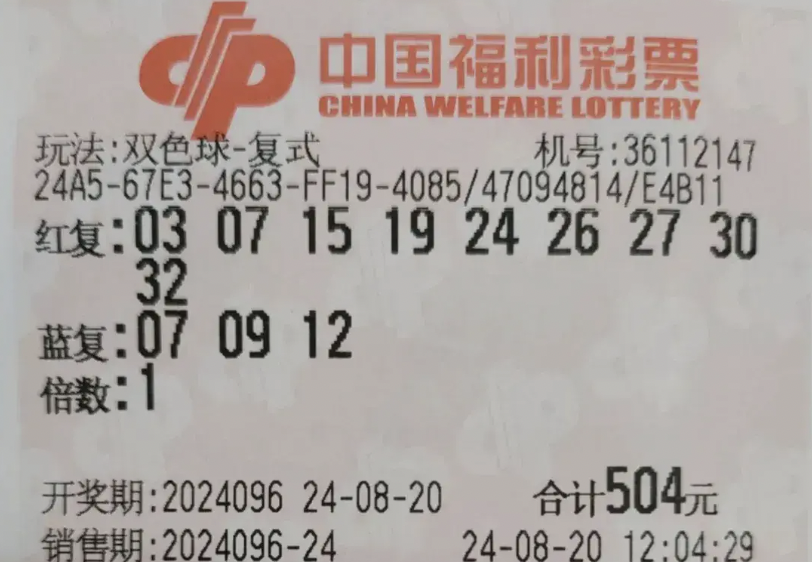 中国福利彩票
CHINA WELFARE LOTTERY
玩法:双色球-复式 机号:36112147
24A5-67E3-4663-FF19-4085/47094814/E4B11
红复:03 07 15 19 24 26 27 30
32
蓝复:07 09 12
倍数:1
开奖期:2024096 24-08-20 合计504元
销售期:2024096-24 24-08-20 12:04:29